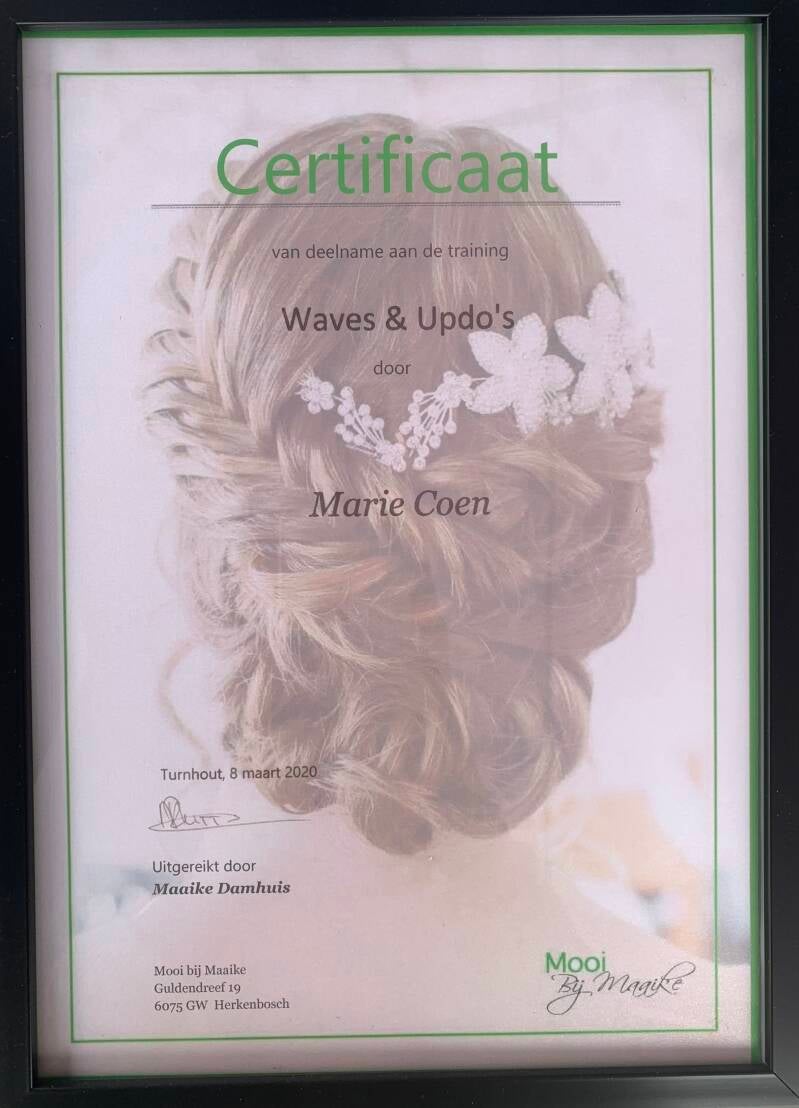 Certificaat
van deelname aan de training
Waves & Updo's
door
Marie Coen
Turnhout, 8 maart 2020
Uitgereikt door
Maaike Damhuis
Mooi bij Maaike
Guldendreef 19
6075 GW Herkenbosch
Mooi
Bij Maaike